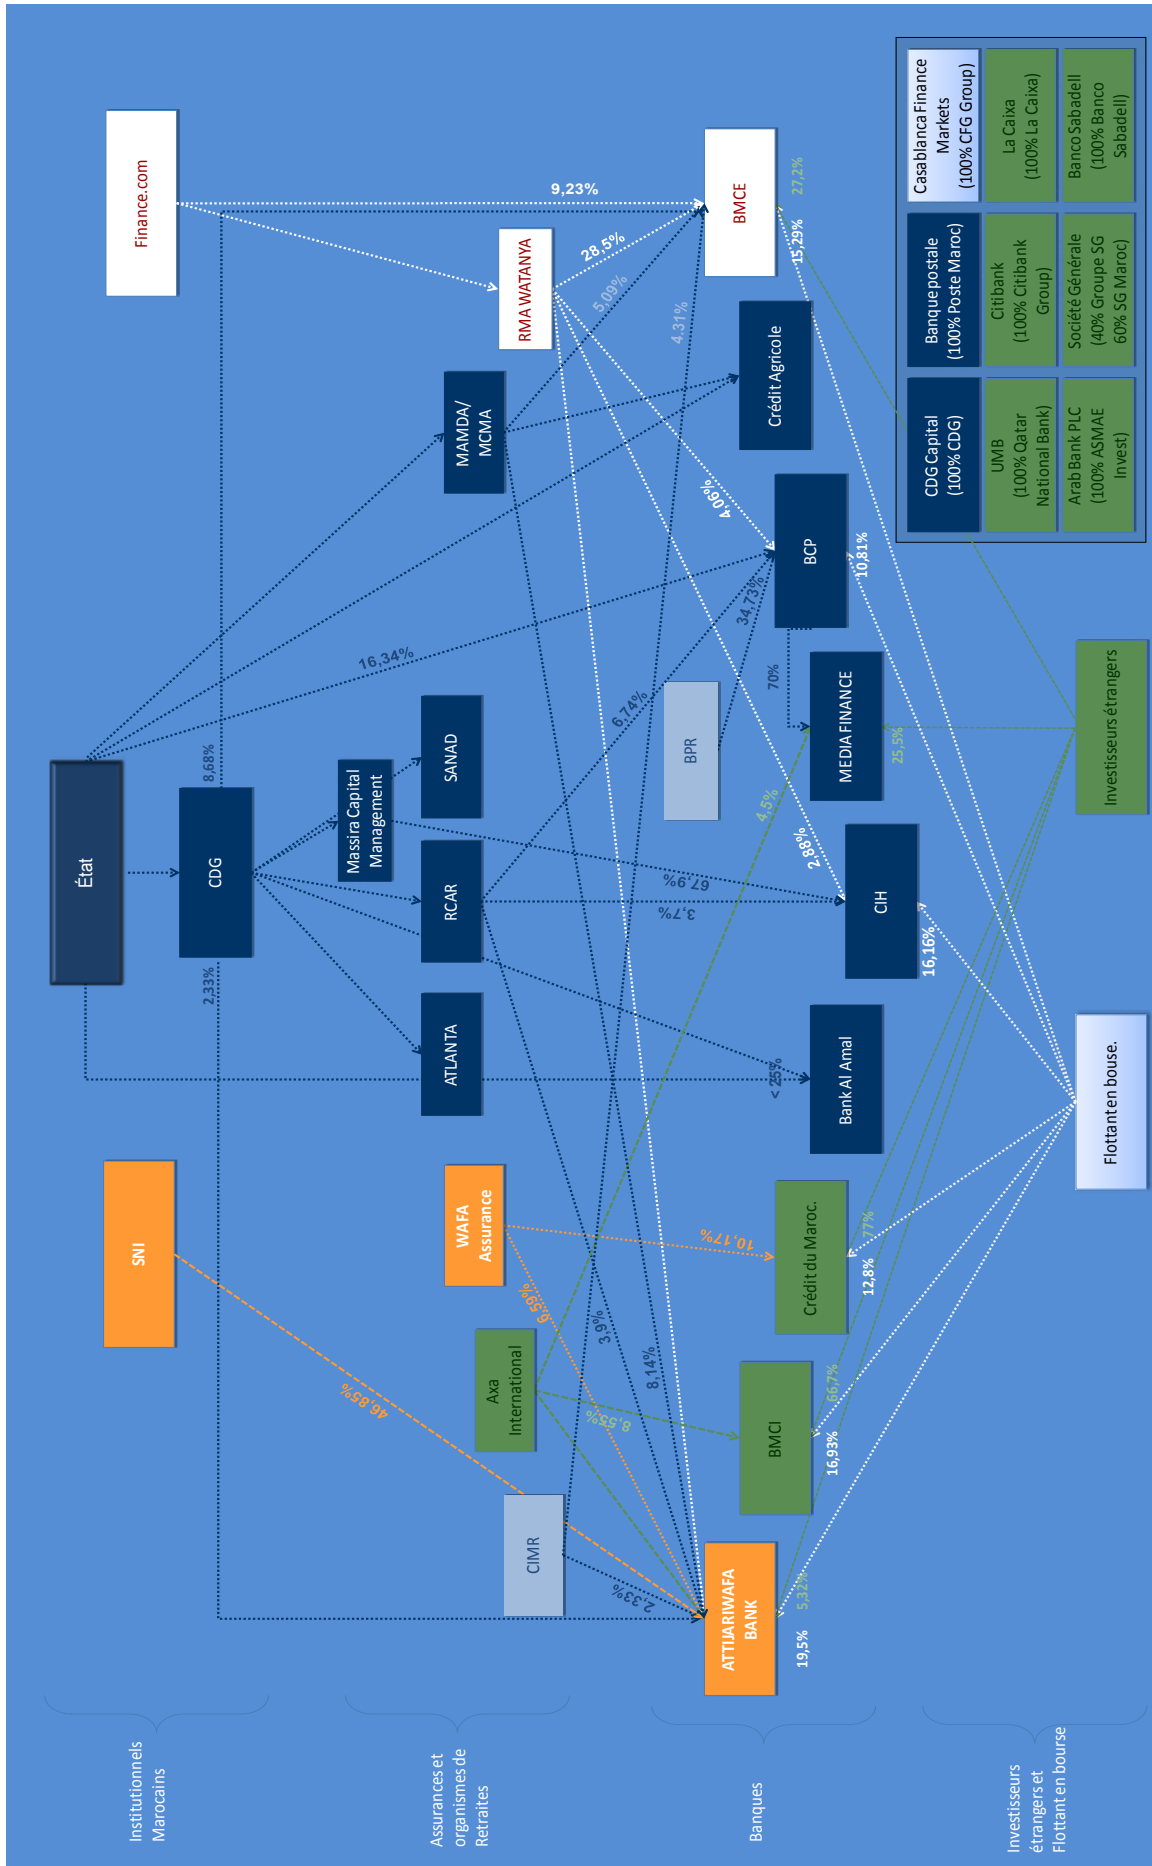 Institutionnels
Marocains
SNI
État
Finance.com
CDG
2,33%
8,68%
9,23%
46,85%
16,34%
Assurances et
organismes de
Retraites
CIMR
Axa
International
WAFA
Assurance
ATLANTA
RCAR
Massira Capital
Management
SANAD
MAMDA/
MCMA
RMA WATANYA
2,33%
8,55%
6,59%
10,17%
3,9%
8,14%
3,7%
67,9%
6,74%
BPR
34,73%
4,5%
2,88%
4,06%
28,5%
5,09%
4.31%
< 25%
70%
Banques
ATTIJARIWAFA
BANK
BMCI
Crédit du Maroc.
Bank Al Amal
CIH
MEDIA FINANCE
BCP
Crédit Agricole
BMCE
19,5%
5,32%
16,93%
66,7%
12,8%
77%
16,16%
25,5%
10,81%
15,29%
27,2%
Investisseurs
étrangers et
Flottant en bourse
Flottant en bouse.
Investisseurs étrangers
CDG Capital
(100% CDG)
Banque postale
(100% Poste Maroc)
Casablanca Finance
Markets
(100% CFG Group)
UMB
(100% Qatar
National Bank)
Citibank
(100% Citibank
Group)
La Caixa
(100% La Caixa)
Arab Bank PLC
(100% ASMAE
Invest)
Société Générale
(40% Groupe SG
60% SG Maroc)
Banco Sabadell
(100% Banco
Sabadell)